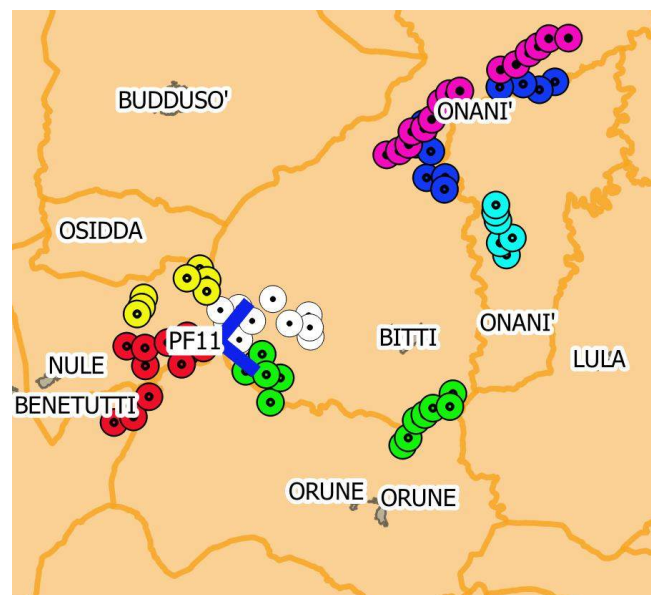 BUDDUSO'
ONANI'
OSIDDA
PF11
BITTI
ONANI'
NULE
LULA
BENETUTTI
ORUNE
ORUNE